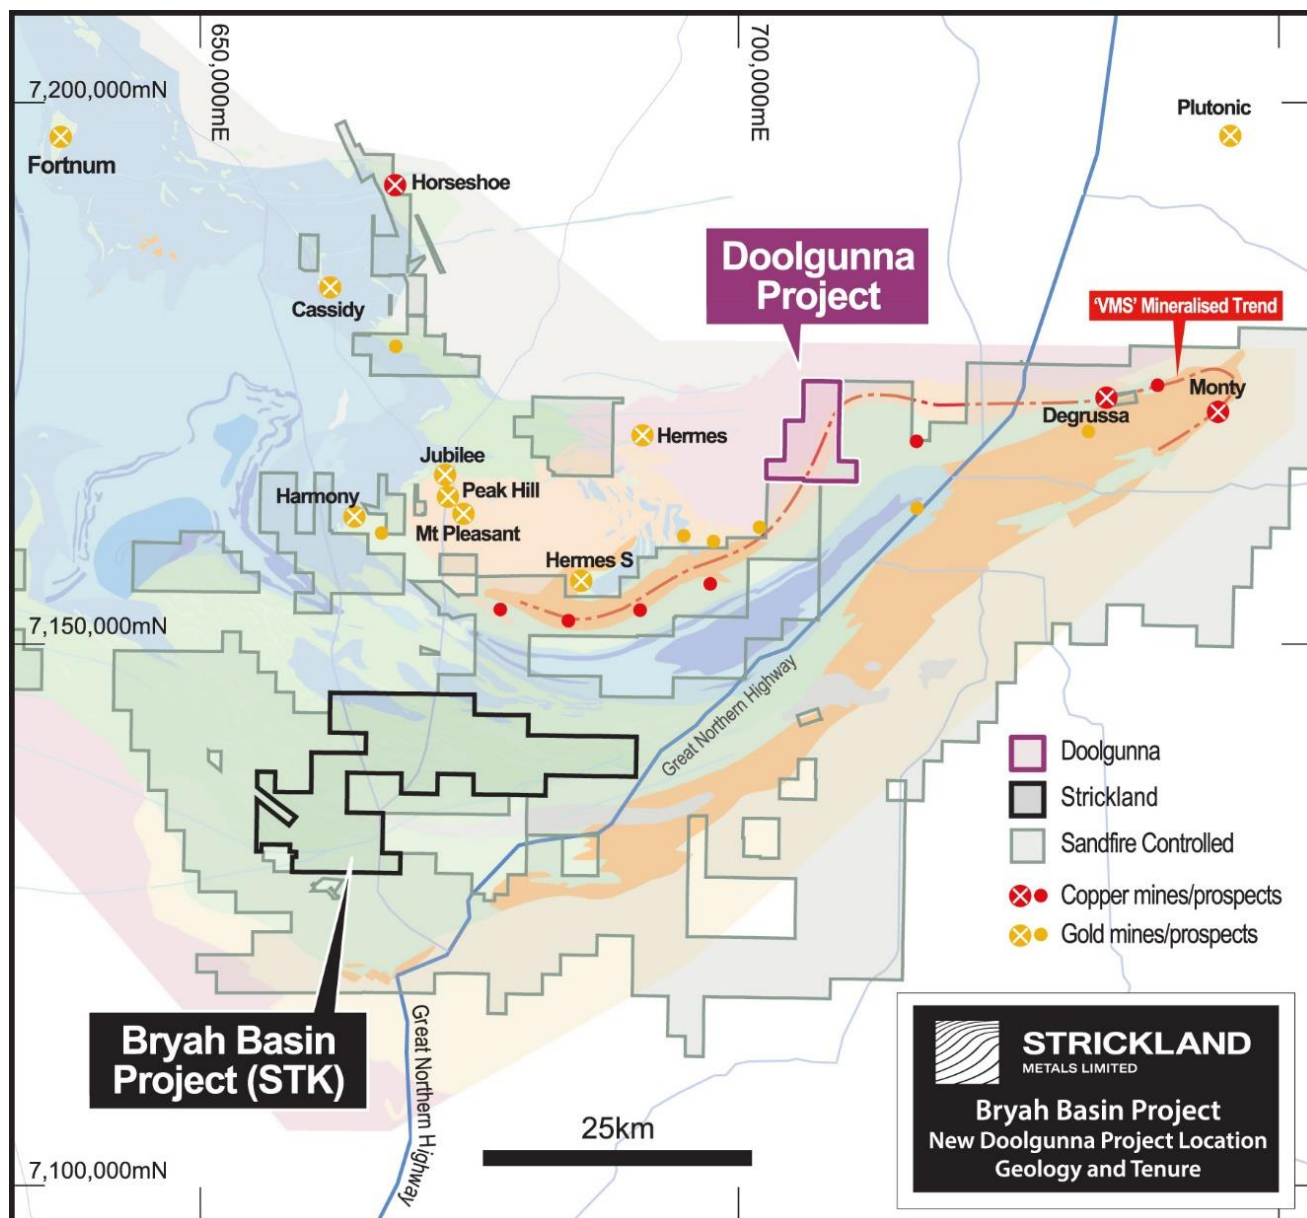 650,000mE
700,000mE
7,200,000mN
Plutonic
Fortnum
Horseshoe
Doolgunna
Project
Cassidy
'VMS' Mineralised Trend
Monty
Degrussa
Hermes
Jubilee
Peak Hill
Harmony
Mt Pleasant
Hermes S
7,150,000mN
Great Northern Highway
Doolgunna
Strickland
Sandfire Controlled
Copper mines/prospects
Gold mines/prospects
Bryah Basin
Project (STK)
Great Northern Highway
25km
7,100,000mN
STRICKLAND
METALS LIMITED
Bryah Basin Project
New Doolgunna Project Location
Geology and Tenure